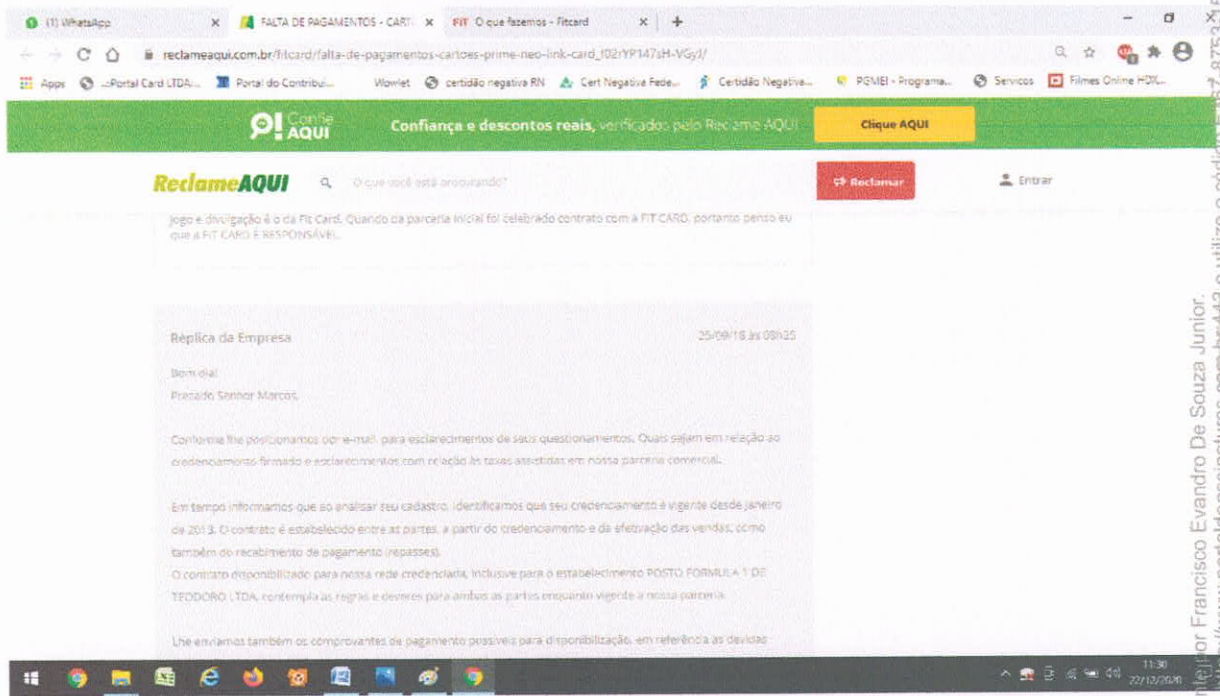 (1) WhatsApp
FALTA DE PAGAMENTOS - CART
FIT O que fazemos - Fitcard
reclameaqui.com.br/fitcard/falta-de-pagamentos-cartoes-prime-neo-link-card_
Apps
Portal Card LTDA...
Portal do Contribui...
Wowlet
certidão negativa RN
Cert Negativa Fede...
Certidão Negativa...
PGMEI - Programa...
Servicos
Filmes Online HDX...
Confie AQUI
Confiança e descontos reais, verificados pelo Reclame AQUI
Clique AQUI
ReclameAQUI
O que você está procurando?
Reclamar
Entrar
jogo e divulgação é o da Fit Card. Quando da parceria inicial foi celebrado contrato com a FIT CARD, portanto penso eu
que a FIT CARD É RESPONSÁVEL.
Réplica da Empresa
25/09/18 às 08h25
Bom dia!
Prezado Senhor Marcos,
Conforme lhe posicionamos por e-mail, para esclarecimentos de seus questionamentos. Quais sejam em relação ao
credenciamento firmado e esclarecimentos com relação às taxas assistidas em nossa parceria comercial.
Em tempo informamos que ao analisar seu cadastro, identificamos que seu credenciamento é vigente desde janeiro
de 2013. O contrato é estabelecido entre as partes, a partir do credenciamento e da efetivação das vendas, como
também do recebimento de pagamento (repasses).
O contrato disponibilizado para nossa rede credenciada, inclusive para o estabelecimento POSTO FORMULA 1 DE
TEODORO LTDA, contempla as regras e deveres para ambas as partes enquanto vigente a nossa parceria.
Lhe enviamos também os comprovantes de pagamento possíveis para disponibilização, em referência as devidas
11:30
22/12/2020
por Francisco Evandro De Souza Junior.
e utilize o código